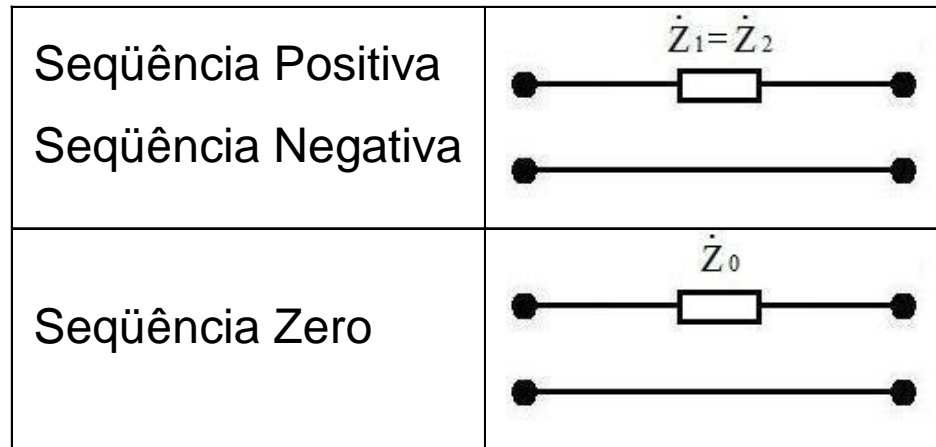 Seqüência Positiva
Seqüência Negativa
Ż₁=Ż₂
Seqüência Zero
Ż₀